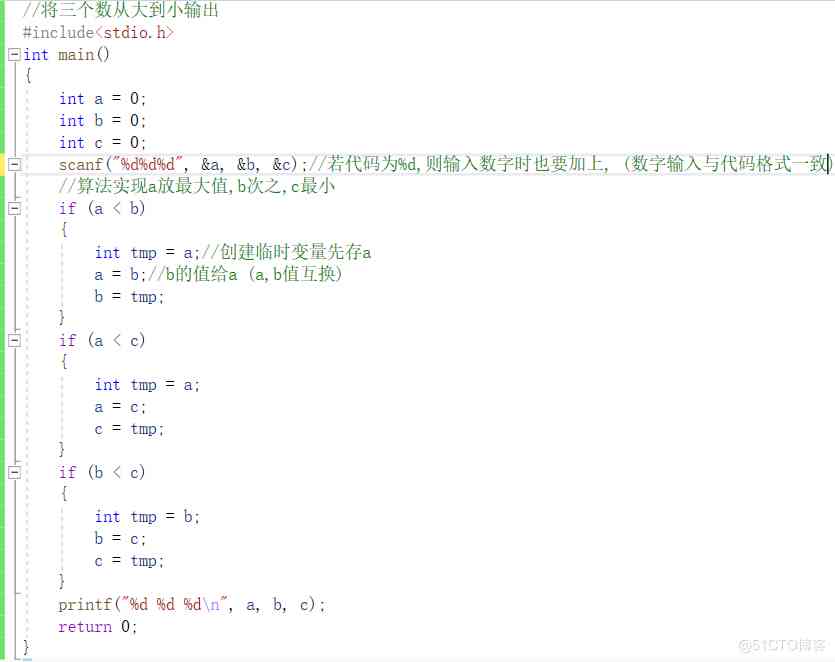 //将三个数从大到小输出
#include<stdio.h>
int main()
{
    int a = 0;
    int b = 0;
    int c = 0;
    scanf("%d%d%d", &a, &b, &c);//若代码为%d,则输入数字时也要加上, (数字输入与代码格式一致)
    //算法实现a放最大值,b次之,c最小
    if (a < b)
    {
        int tmp = a;//创建临时变量先存a
        a = b;//b的值给a (a,b值互换)
        b = tmp;
    }
    if (a < c)
    {
        int tmp = a;
        a = c;
        c = tmp;
    }
    if (b < c)
    {
        int tmp = b;
        b = c;
        c = tmp;
    }
    printf("%d %d %d\n", a, b, c);
    return 0;
}
@51CTO博客